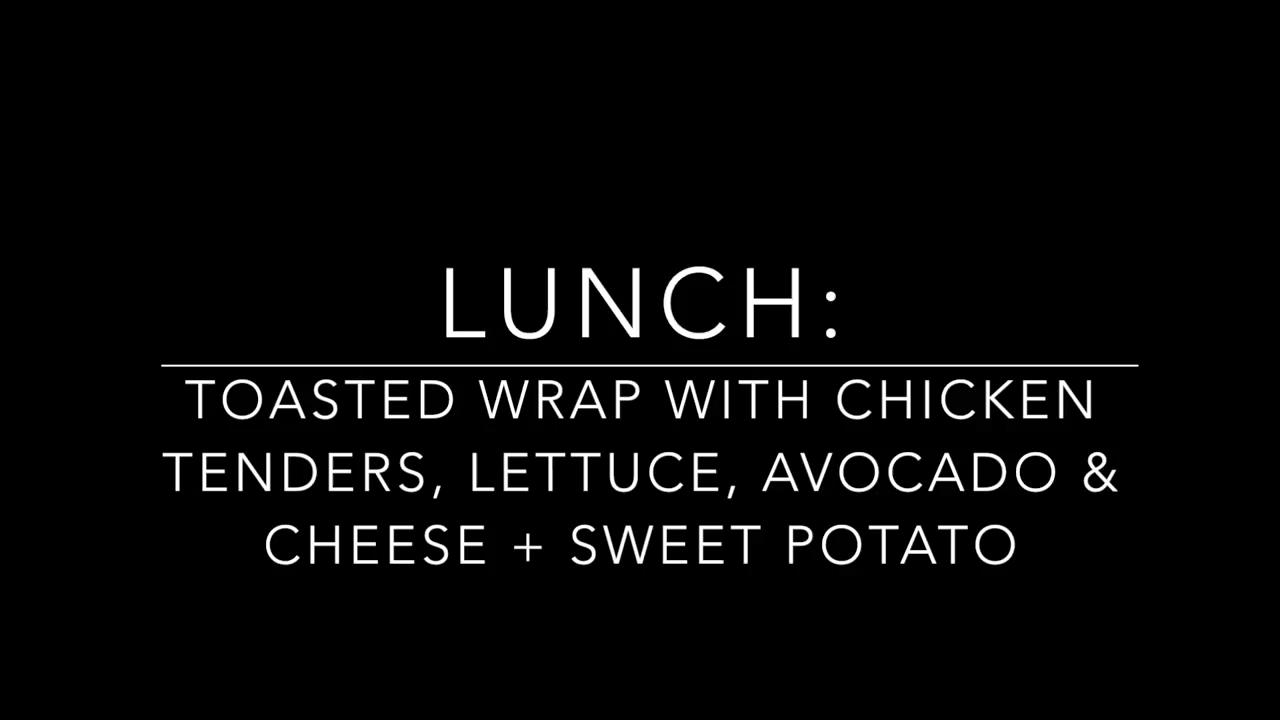 LUNCH:
TOASTED WRAP WITH CHICKEN
TENDERS, LETTUCE, AVOCADO &
CHEESE + SWEET POTATO